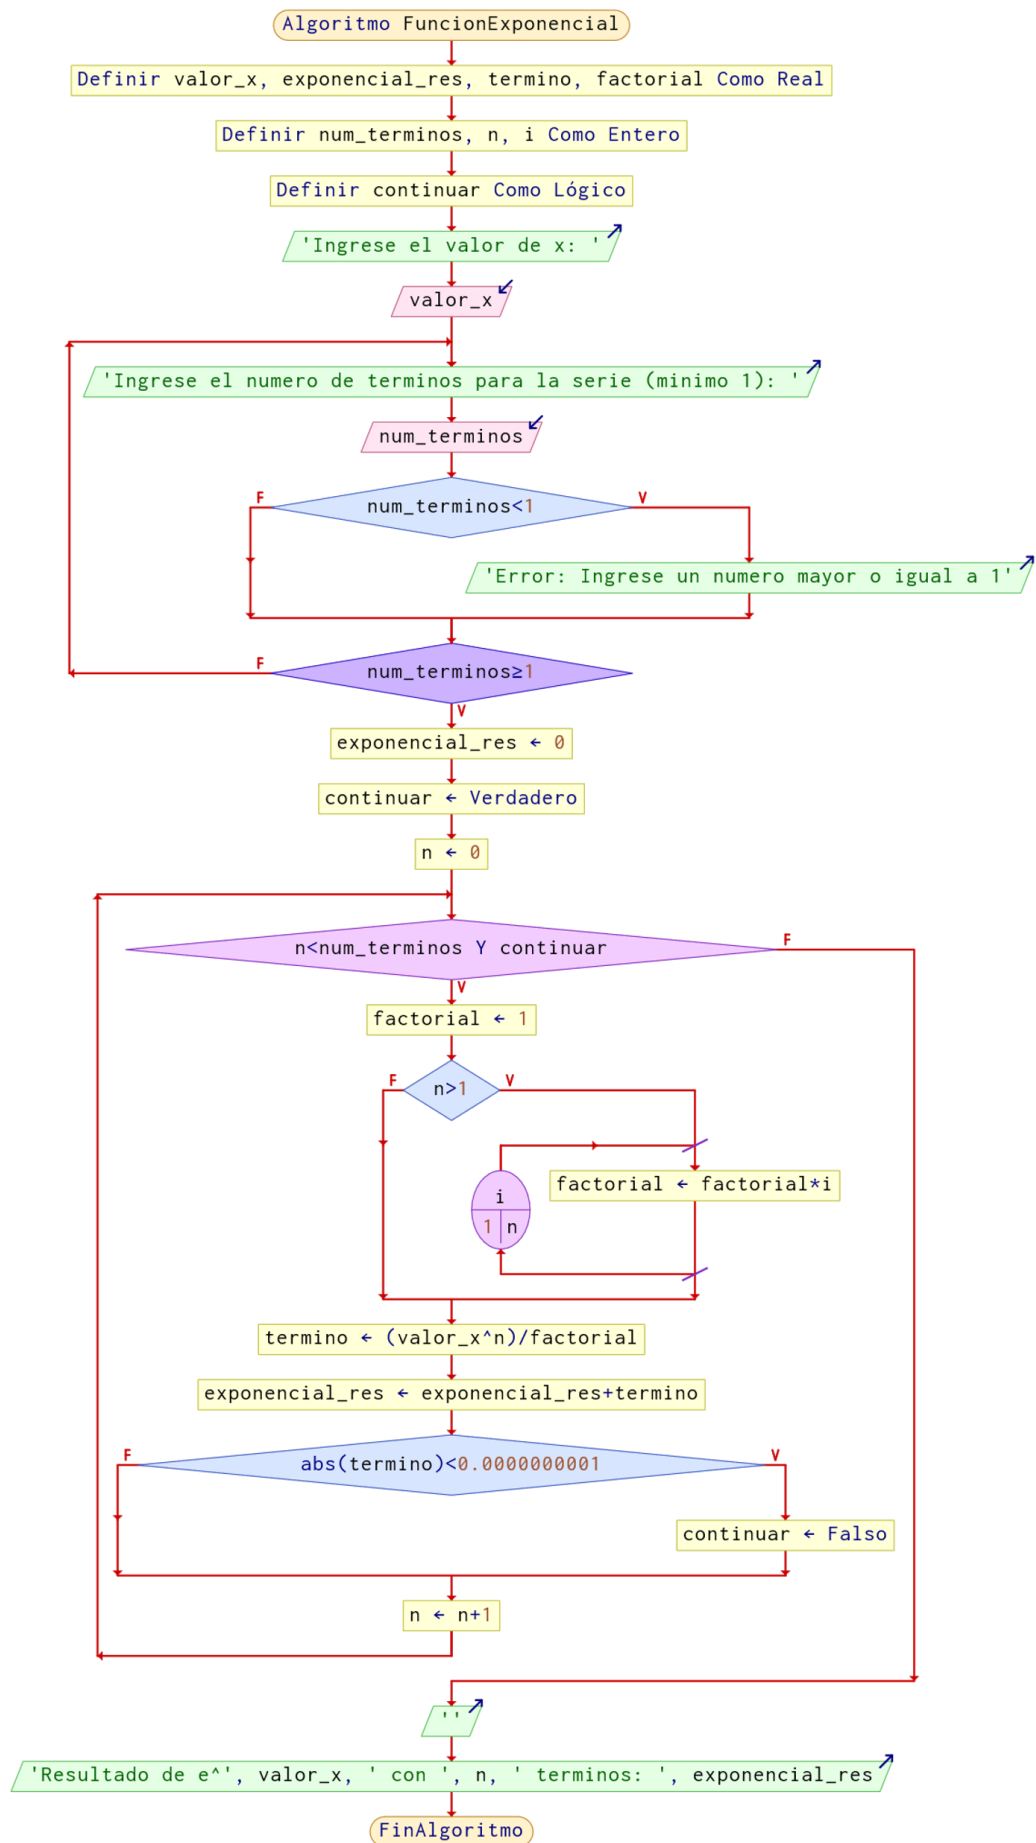 Algoritmo FuncionExponencial
Definir valor_x, exponencial_res, termino, factorial Como Real
Definir num_terminos, n, i Como Entero
Definir continuar Como Lógico
'Ingrese el valor de x: '
valor_x
'Ingrese el numero de terminos para la serie (minimo 1): '
num_terminos
F
V
num_terminos<1
'Error: Ingrese un numero mayor o igual a 1'
F
num_terminos≥1
V
exponencial_res ← 0
continuar ← Verdadero
n ← 0
F
n<num_terminos Y continuar
V
factorial ← 1
F
V
n>1
factorial ← factorial*i
i
1 n
termino ← (valor_x^n)/factorial
exponencial_res ← exponencial_res+termino
F
V
abs(termino)<0.0000000001
continuar ← Falso
n ← n+1
''
'Resultado de e^', valor_x, ' con ', n, ' terminos: ', exponencial_res
FinAlgoritmo